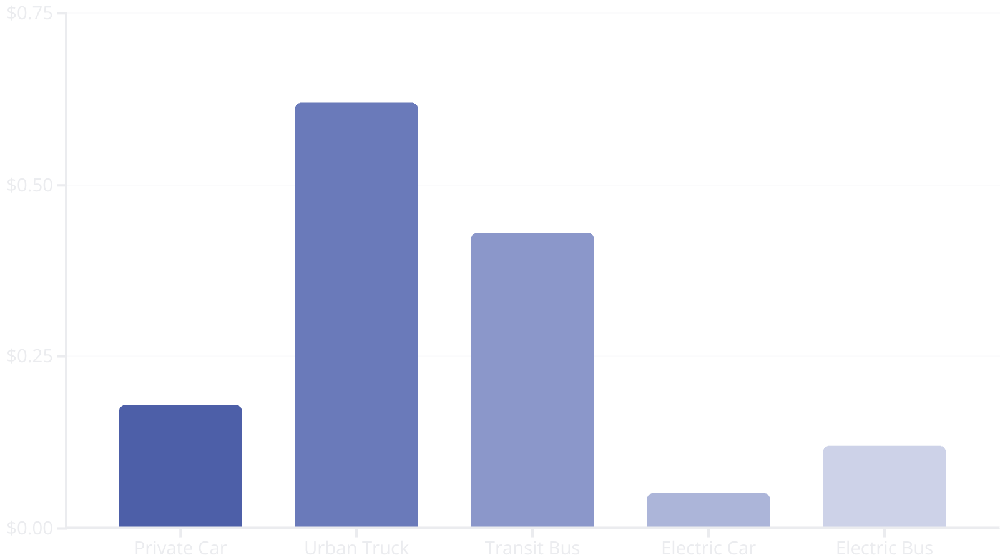 $0.75
$0.50
$0.25
$0.00
Private Car
Urban Truck
Transit Bus
Electric Car
Electric Bus